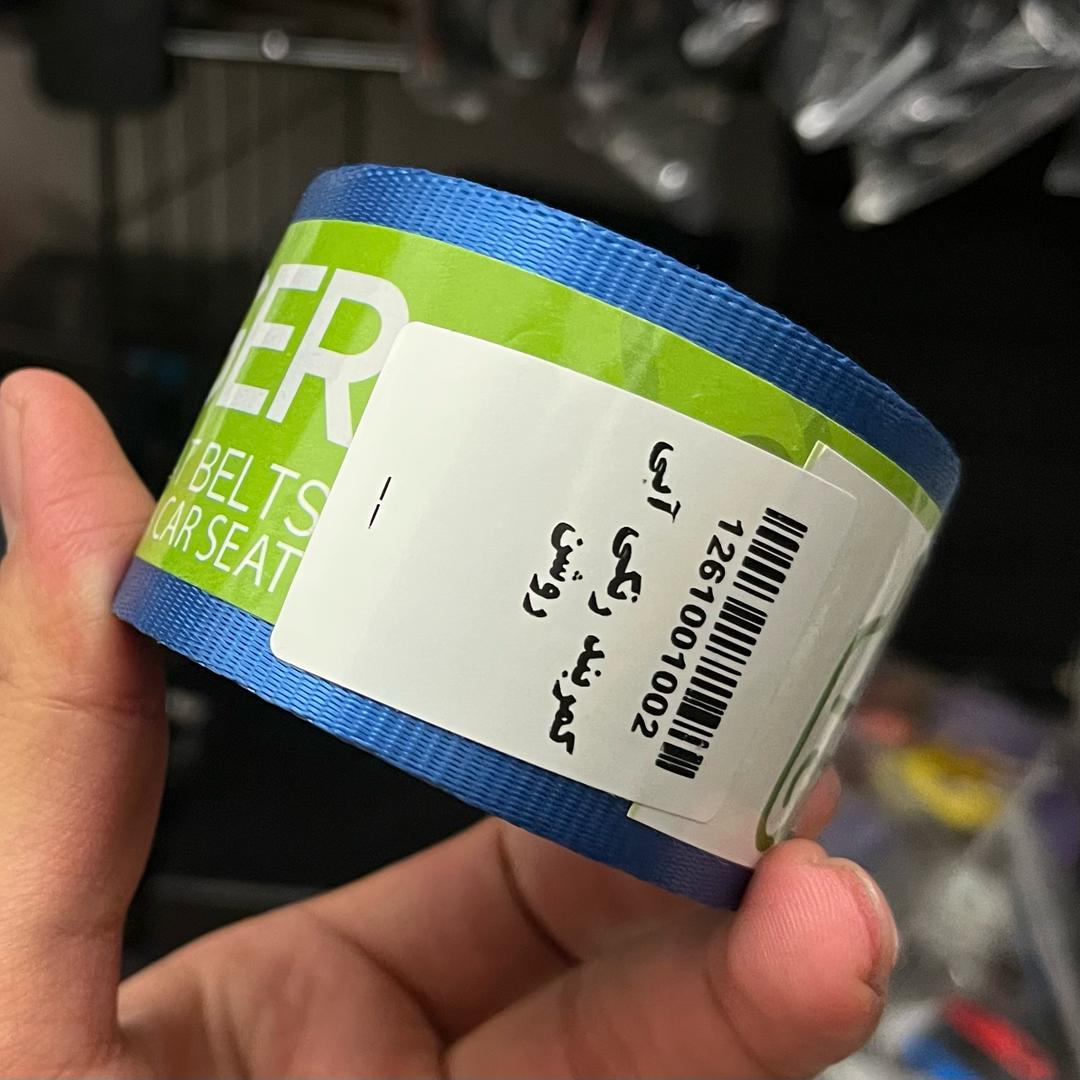 ER
T BELTS
CAR SEAT
1261001002
کمربند رنگی آبی
روشن
--